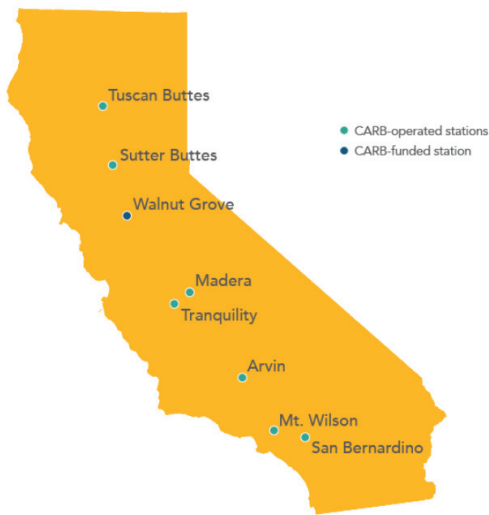 Tuscan Buttes
CARB-operated stations
CARB-funded station
Sutter Buttes
Walnut Grove
Madera
Tranquility
Arvin
Mt. Wilson
San Bernardino